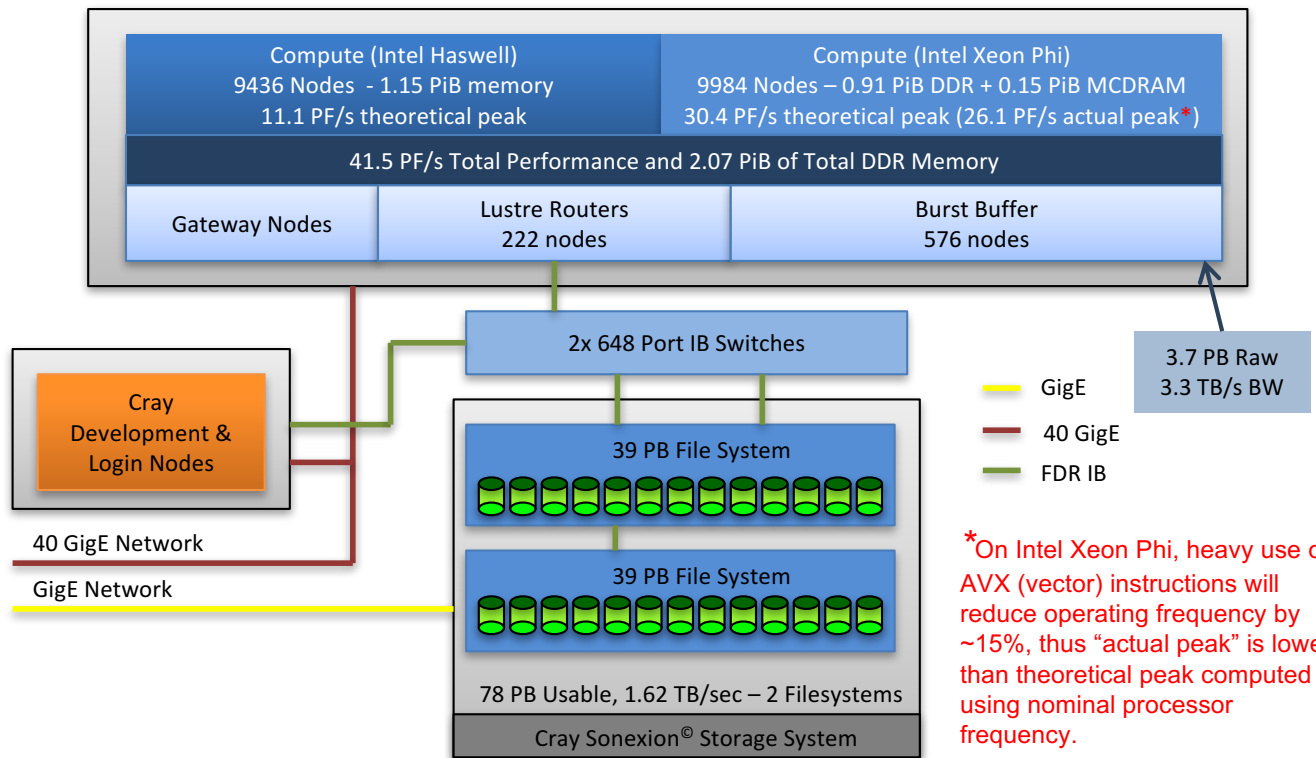 Compute (Intel Haswell)
9436 Nodes - 1.15 PiB memory
11.1 PF/s theoretical peak
Compute (Intel Xeon Phi)
9984 Nodes – 0.91 PiB DDR + 0.15 PiB MCDRAM
30.4 PF/s theoretical peak (26.1 PF/s actual peak*)
41.5 PF/s Total Performance and 2.07 PiB of Total DDR Memory
Gateway Nodes
Lustre Routers
222 nodes
Burst Buffer
576 nodes
2x 648 Port IB Switches
3.7 PB Raw
3.3 TB/s BW
Cray
Development &
Login Nodes
GigE
40 GigE
FDR IB
39 PB File System
39 PB File System
40 GigE Network
GigE Network
78 PB Usable, 1.62 TB/sec – 2 Filesystems
Cray Sonexion© Storage System
*On Intel Xeon Phi, heavy use
AVX (vector) instructions will
reduce operating frequency by
~15%, thus “actual peak” is lowe
than theoretical peak computed
using nominal processor
frequency.